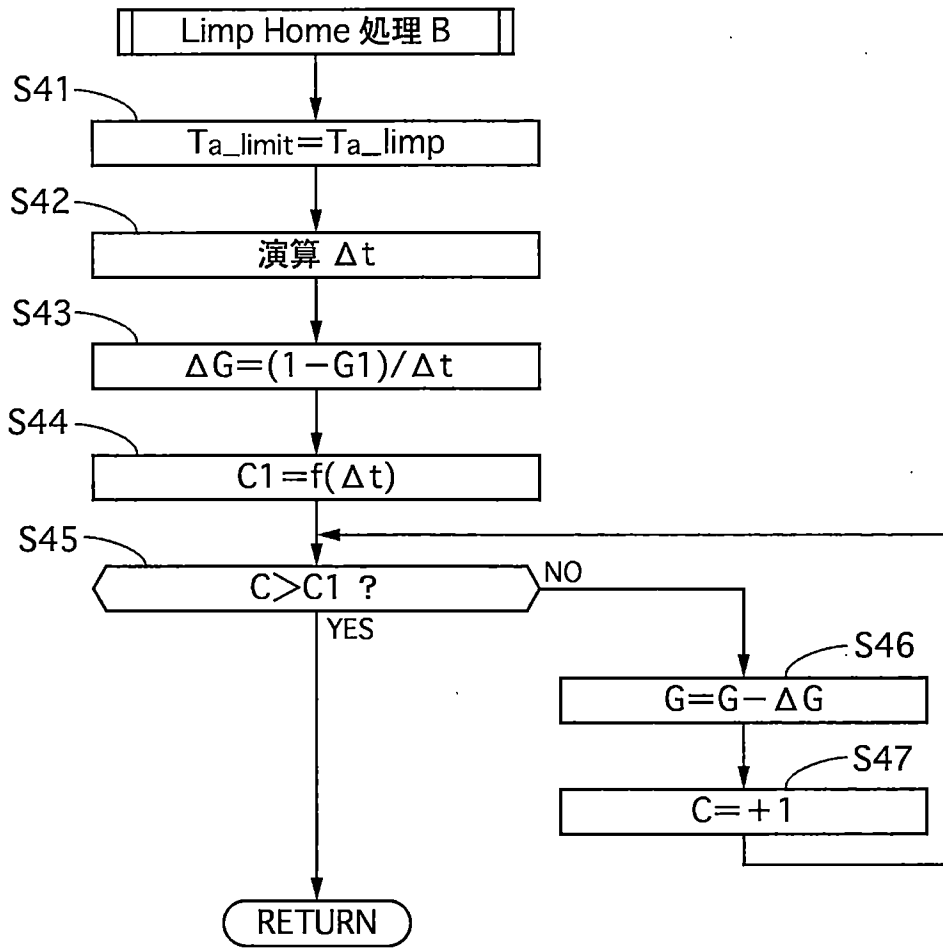 Limp Home 処理 B
S41
Ta_limit=Ta_limp
S42
演算 Δt
S43
ΔG=(1-G1)/Δt
S44
C1=f(Δt)
S45
C>C1 ?
NO
YES
S46
G=G-ΔG
S47
C=+1
RETURN